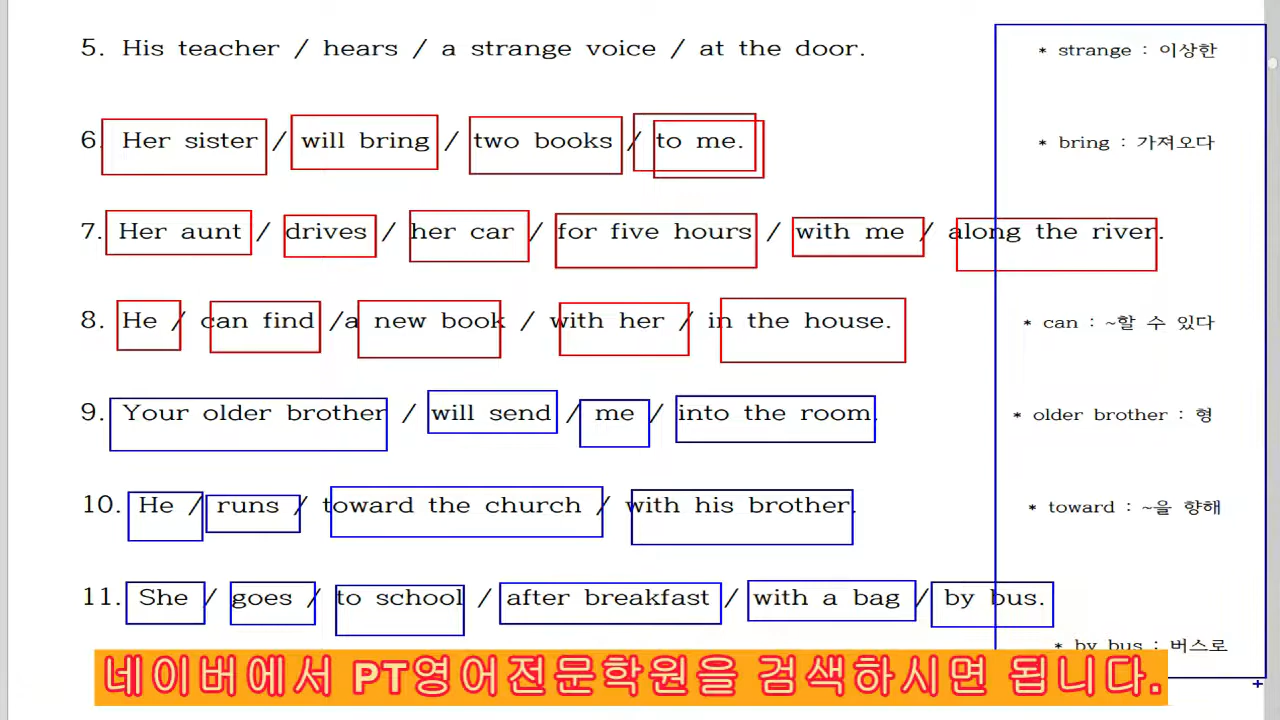 5. His teacher / hears / a strange voice / at the door. * strange : 이상한
6. Her sister / will bring / two books / to me. * bring : 가져오다
7. Her aunt / drives / her car / for five hours / with me / along the river.
8. He / can find /a new book / with her / in the house. * can : ~할 수 있다
9. Your older brother / will send / me / into the room. * older brother : 형
10. He / runs / toward the church / with his brother. * toward : ~을 향해
11. She / goes / to school / after breakfast / with a bag / by bus.
* by bus : 버스로
네이버에서 PT영어전문학원을 검색하시면 됩니다.